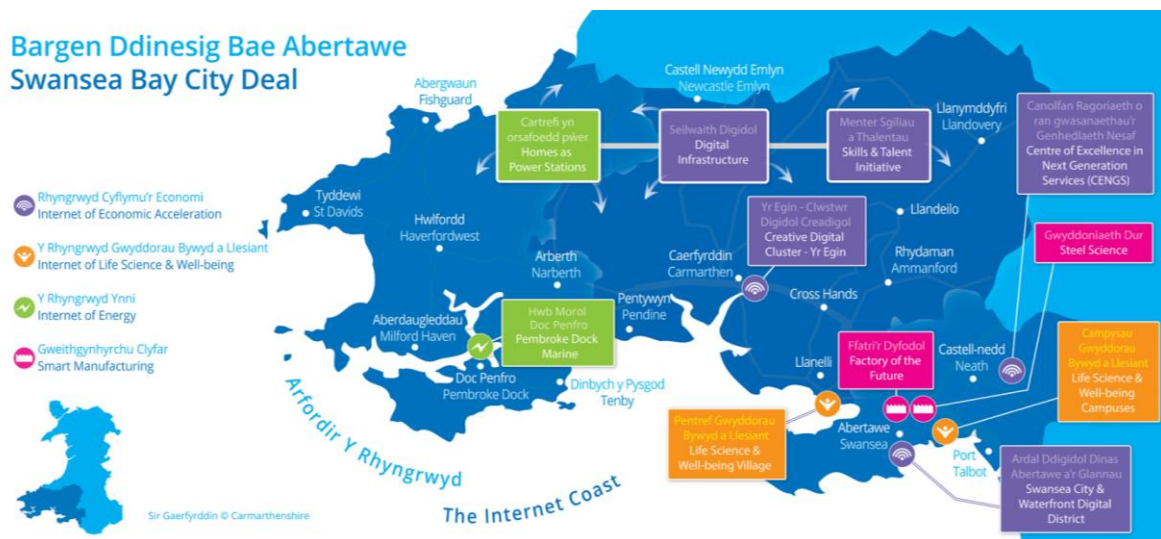 Bargen Ddinesig Bae Abertawe
Swansea Bay City Deal
Rhyngrwyd Cyflymu'r Economi
Internet of Economic Acceleration
Y Rhyngrwyd Gwyddorau Bywyd a Llesiant
Internet of Life Science & Well-being
Y Rhyngrwyd Ynni
Internet of Energy
Gweithgynhyrchu Clyfar
Smart Manufacturing
Sir Gaerfyrddin © Carmarthenshire
Arfordir Y Rhyngrwyd
The Internet Coast
Abergwaun
Fishguard
Castell Newydd Emlyn
Newcastle Emlyn
Llanymddyfri
Llandovery
Cartrefi yn
orsafoedd pŵer
Homes as
Power Stations
Seilwaith Digidol
Digital
Infrastructure
Menter Sgiliau
a Thalentau
Skills & Talent
Initiative
Canolfan Ragoriaeth o
ran gwasanaethau'r
Genhedlaeth Nesaf
Centre of Excellence in
Next Generation
Services (CENGS)
Tyddewi
St Davids
Hwlfordd
Haverfordwest
Arberth
Narberth
Caerfyrddin
Carmarthen
Yr Egin - Clwstwr
Digidol Creadigol
Creative Digital
Cluster - Yr Egin
Llandeilo
Rhydaman
Ammanford
Gwyddoniaeth Dur
Steel Science
Cross Hands
Pentywyn
Pendine
Aberdaugleddau
Milford Haven
Hwb Morol
Doc Penfro
Pembroke Dock
Marine
Doc Penfro
Pembroke Dock
Dinbych y Pysgod
Tenby
Llanelli
Ffatri'r Dyfodol
Factory of the
Future
Castell-nedd
Neath
Campysau
Gwyddorau
Bywyd a Llesiant
Life Science &
Well-being
Campuses
Pentref Gwyddorau
Bywyd a Llesiant
Life Science &
Well-being Village
Abertawe
Swansea
Port
Talbot
Ardal Ddigidol Dinas
Abertawe a'r Glannau
Swansea City &
Waterfront Digital
District